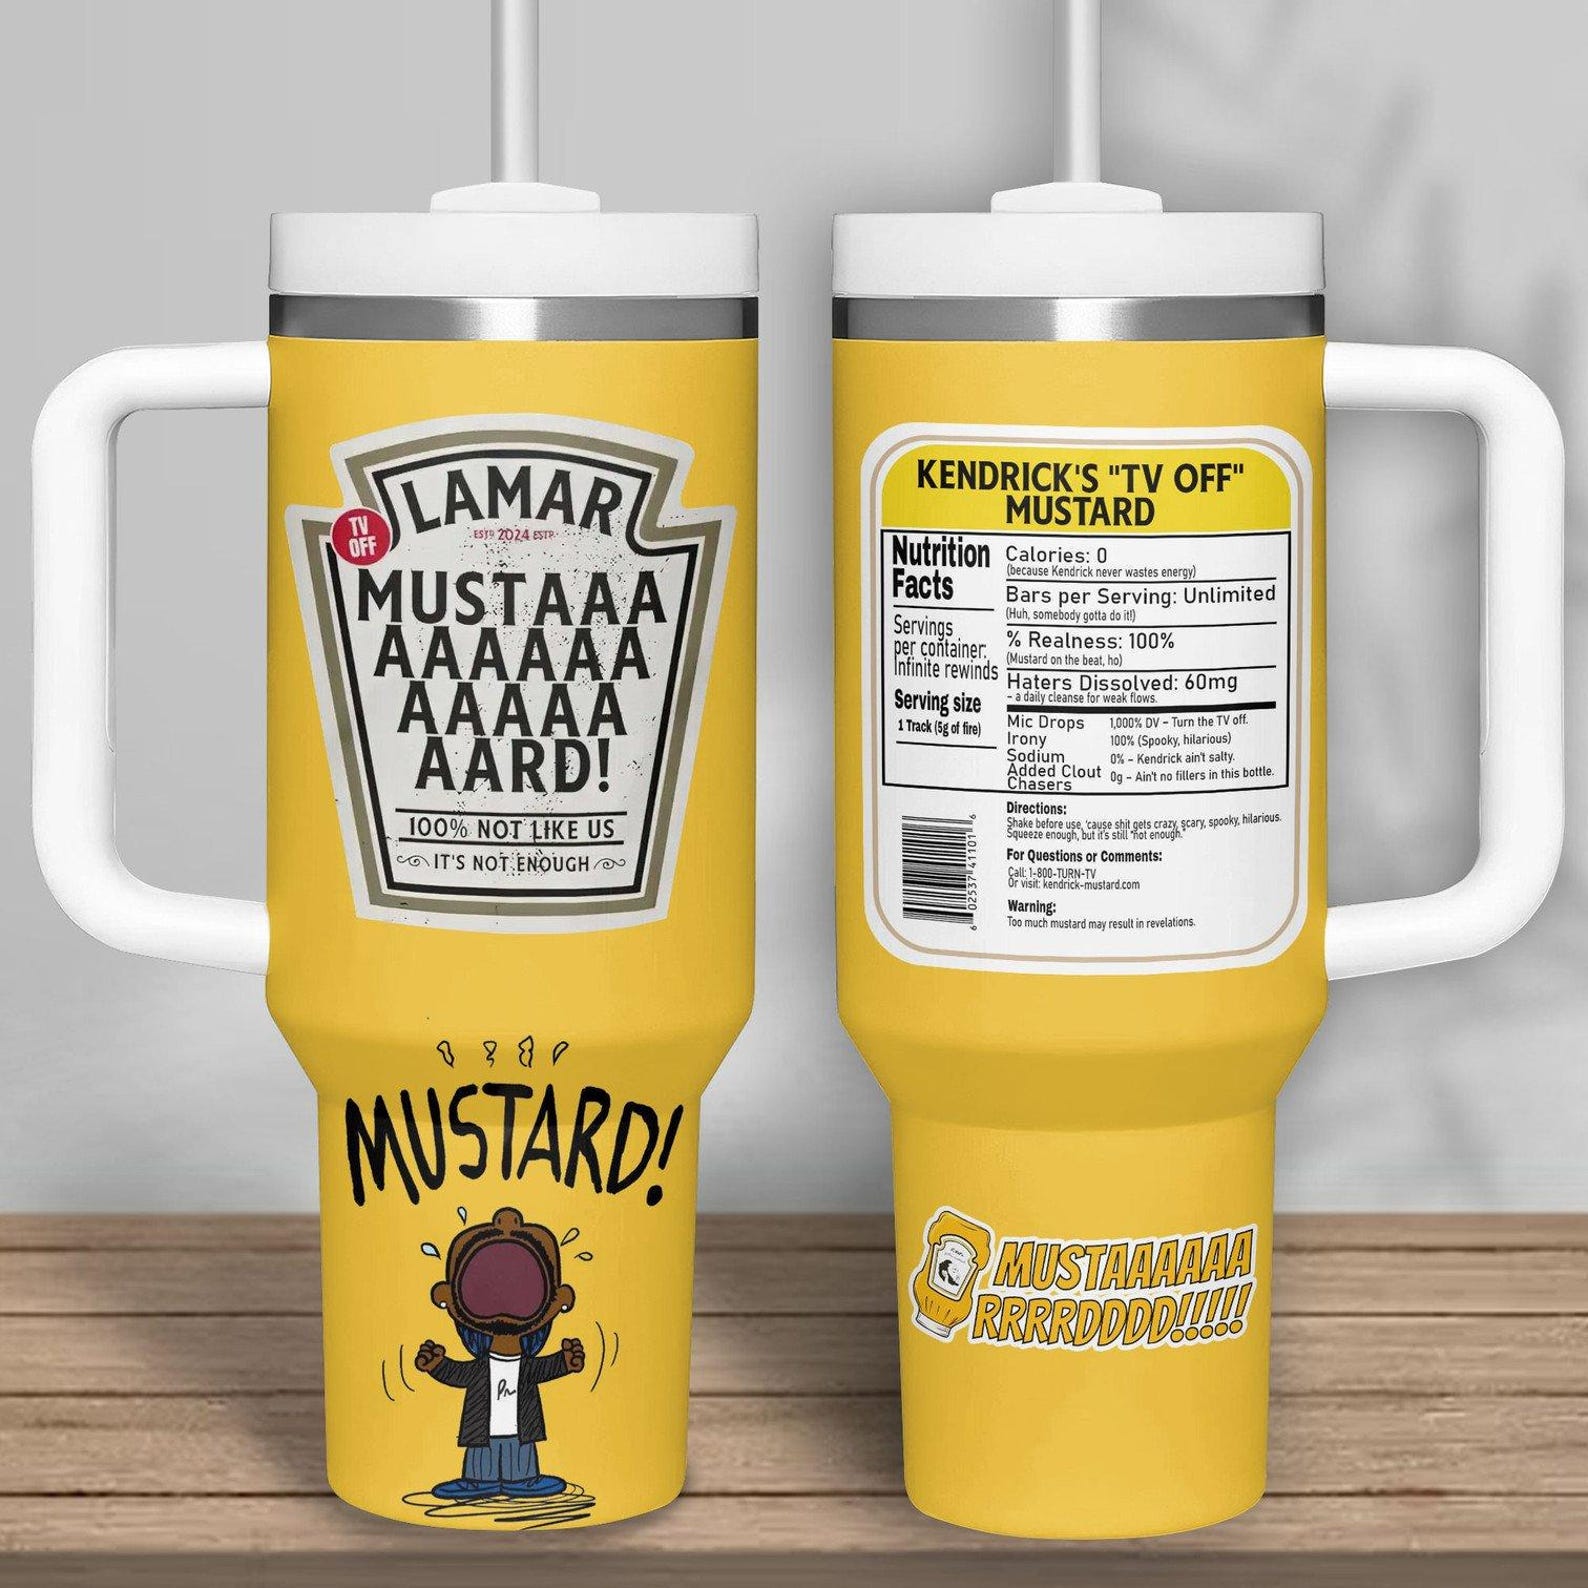 LAMAR
ESTD 2024 ESTD
TV
OFF
MUSTAAA
AAAAAA
AAAAA
AARD!
100% NOT LIKE US
IT'S NOT ENOUGH
MUSTARD!
KENDRICK'S "TV OFF"
MUSTARD
Nutrition
Facts
Servings
per container:
Infinite rewinds
Serving size
1 Track (5g of fire)
Calories: 0
(because Kendrick never wastes energy)
Bars per Serving: Unlimited
(Huh, somebody gotta do it!)
% Realness: 100%
(Mustard on the beat, ho)
Haters Dissolved: 60mg
- a daily cleanse for weak flows.
Mic Drops 1,000% DV – Turn the TV off.
Irony 100% (Spooky, hilarious)
Sodium 0% – Kendrick ain't salty.
Added Clout
Chasers 0g – Ain't no fillers in this bottle.
Directions:
Shake before use, 'cause shit gets crazy, scary, spooky, hilarious.
Squeeze enough, but it's still "not enough."
For Questions or Comments:
Call: 1-800-TURN-TV
Or visit: kendrick-mustard.com
Warning:
Too much mustard may result in revelations.
6 02537 41101 6
MUSTAAAAAA
RRRRDDDD!!!!!